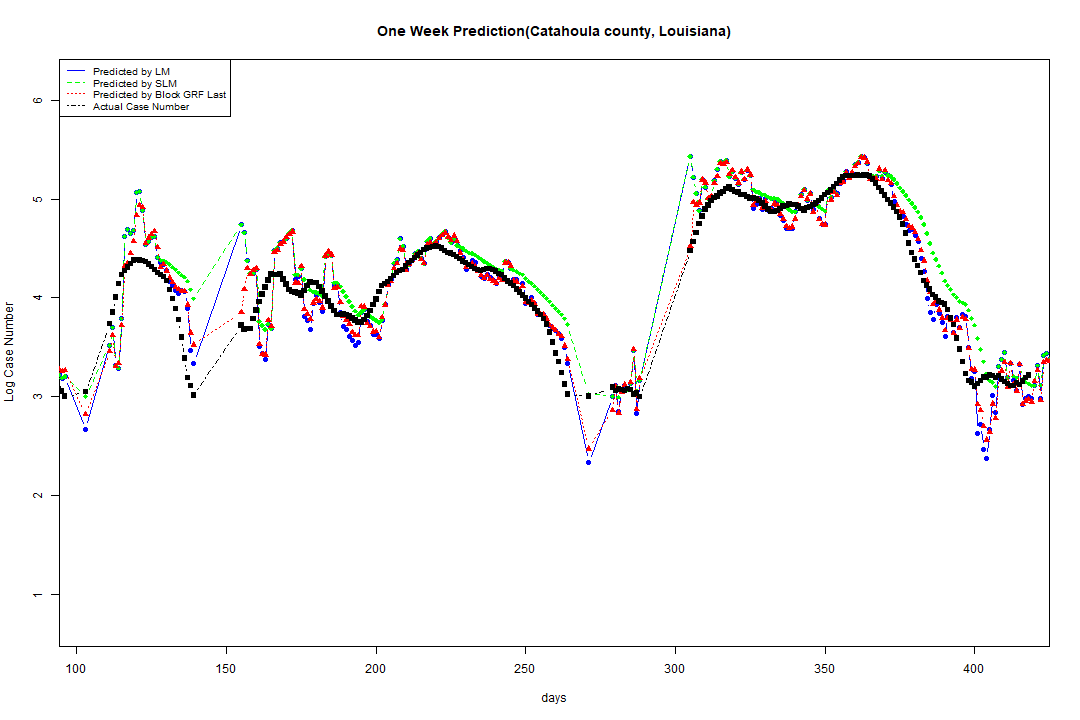 One Week Prediction(Catahoula county, Louisiana)
Predicted by LM
Predicted by SLM
Predicted by Block GRF Last
Actual Case Number
Log Case Number
6
5
4
3
2
1
100 150 200 250 300 350 400
days